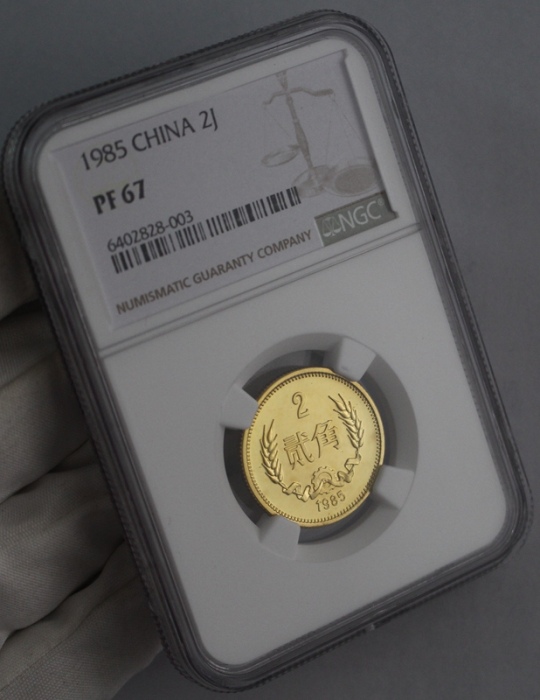 1985 CHINA 2J
PF 67
6402828-003
NGC
NUMISMATIC GUARANTY COMPANY
2
贰角
1985